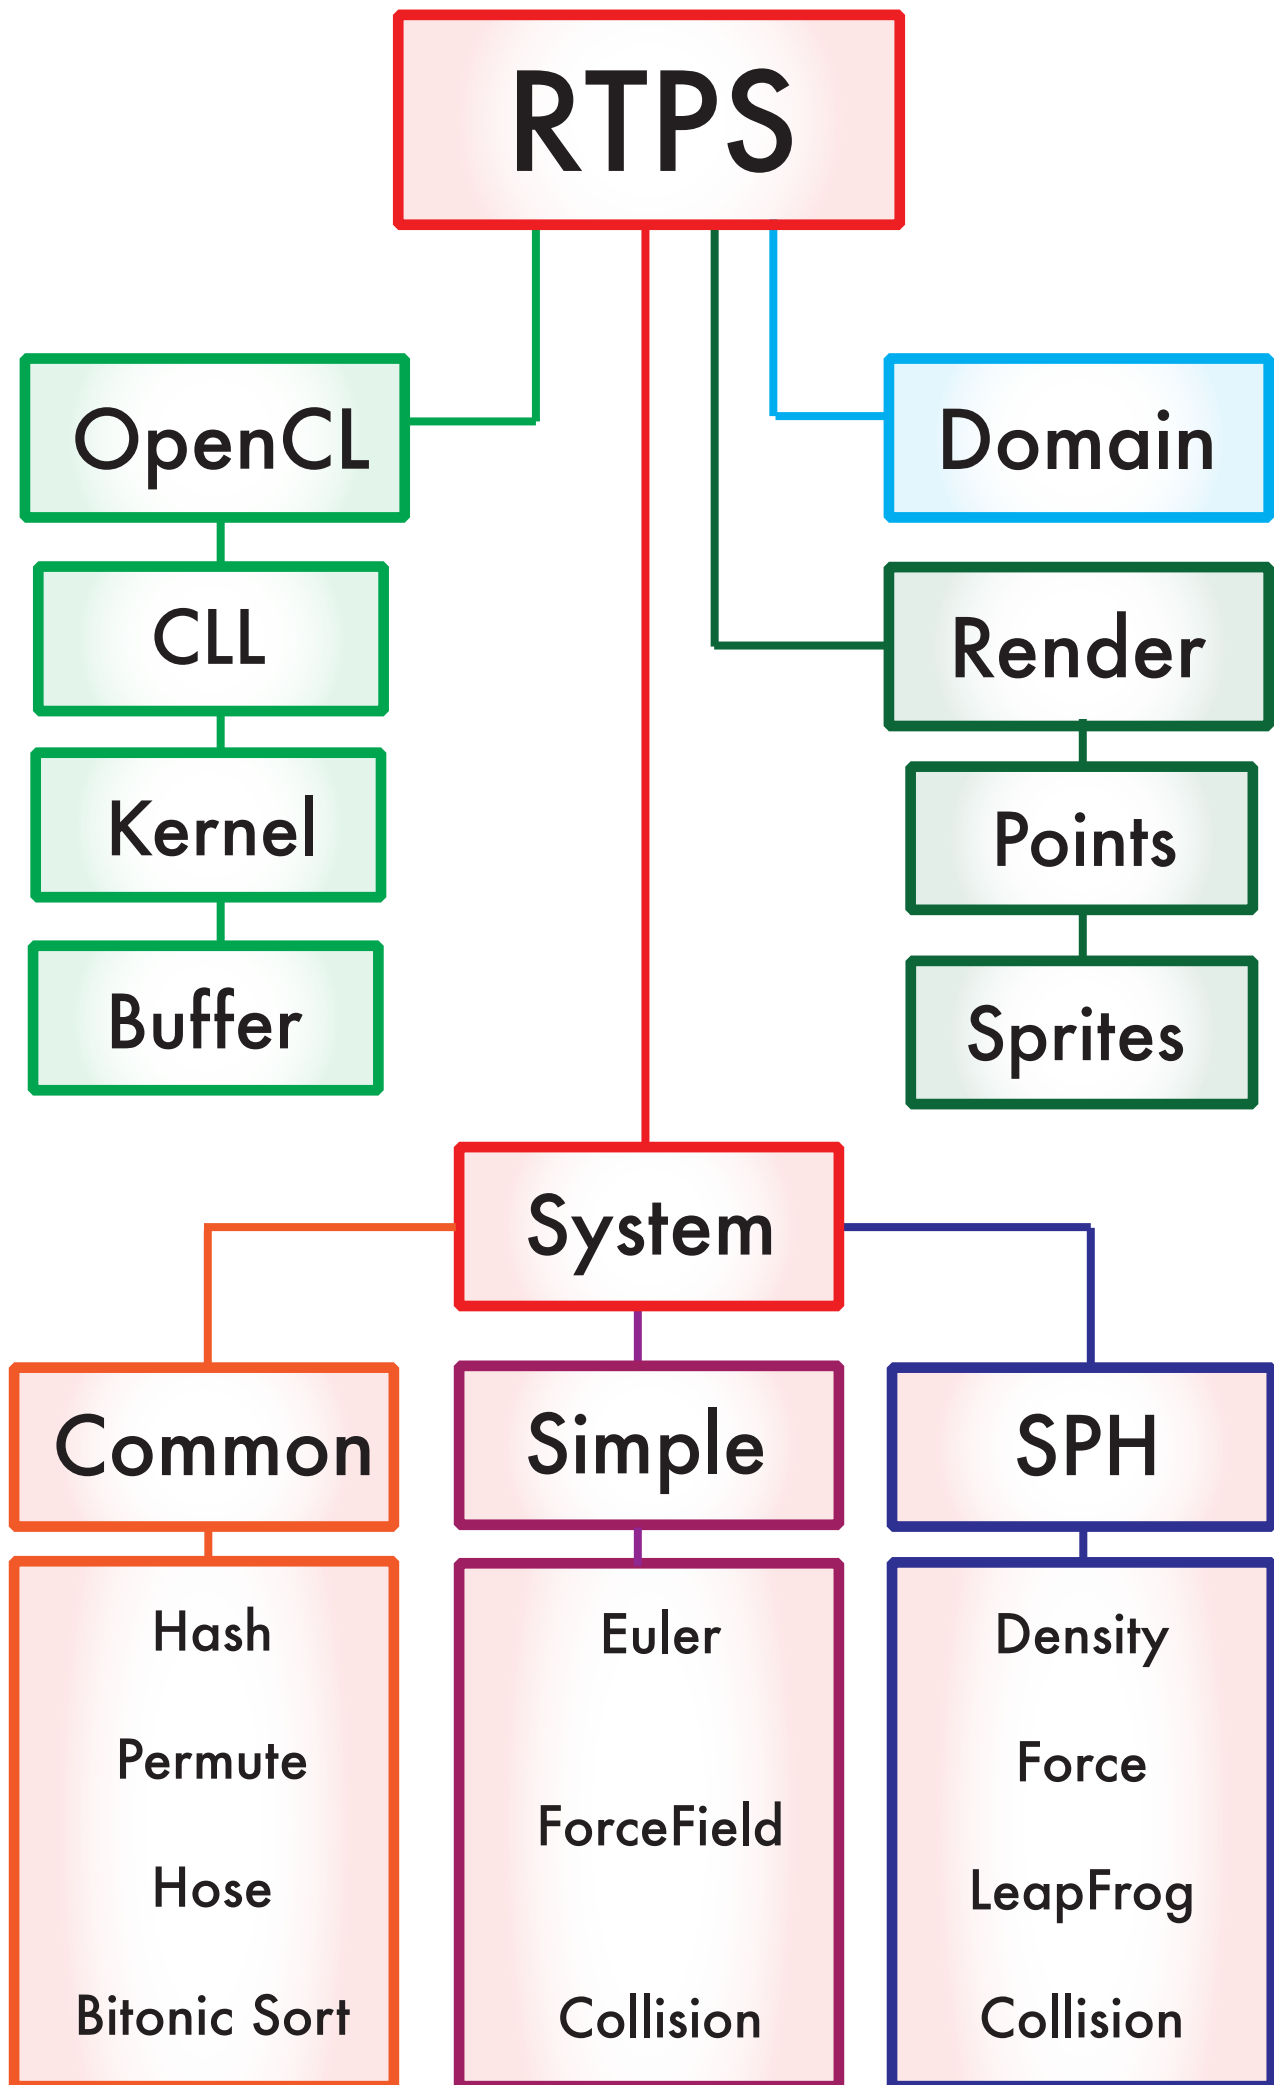 RTPS
OpenCL
Domain
CLL
Render
Kernel
Points
Buffer
Sprites
System
Common
Simple
SPH
Hash
Permute
Hose
Bitonic Sort
Euler
ForceField
Collision
Density
Force
LeapFrog
Collision